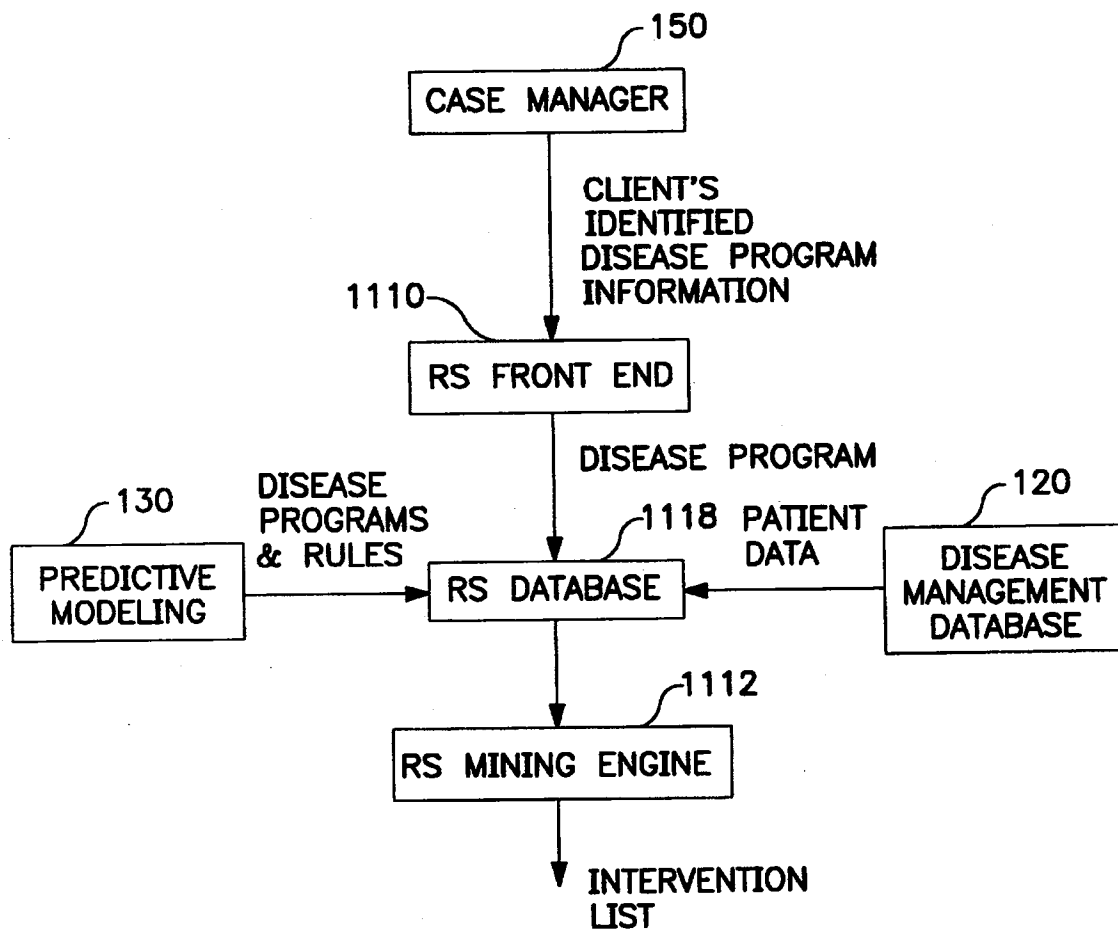 150
CASE MANAGER
CLIENT'S
IDENTIFIED
DISEASE PROGRAM
INFORMATION
1110
RS FRONT END
DISEASE PROGRAM
130
DISEASE
PROGRAMS
& RULES
1118
PATIENT
DATA
120
PREDICTIVE
MODELING
RS DATABASE
DISEASE
MANAGEMENT
DATABASE
1112
RS MINING ENGINE
INTERVENTION
LIST